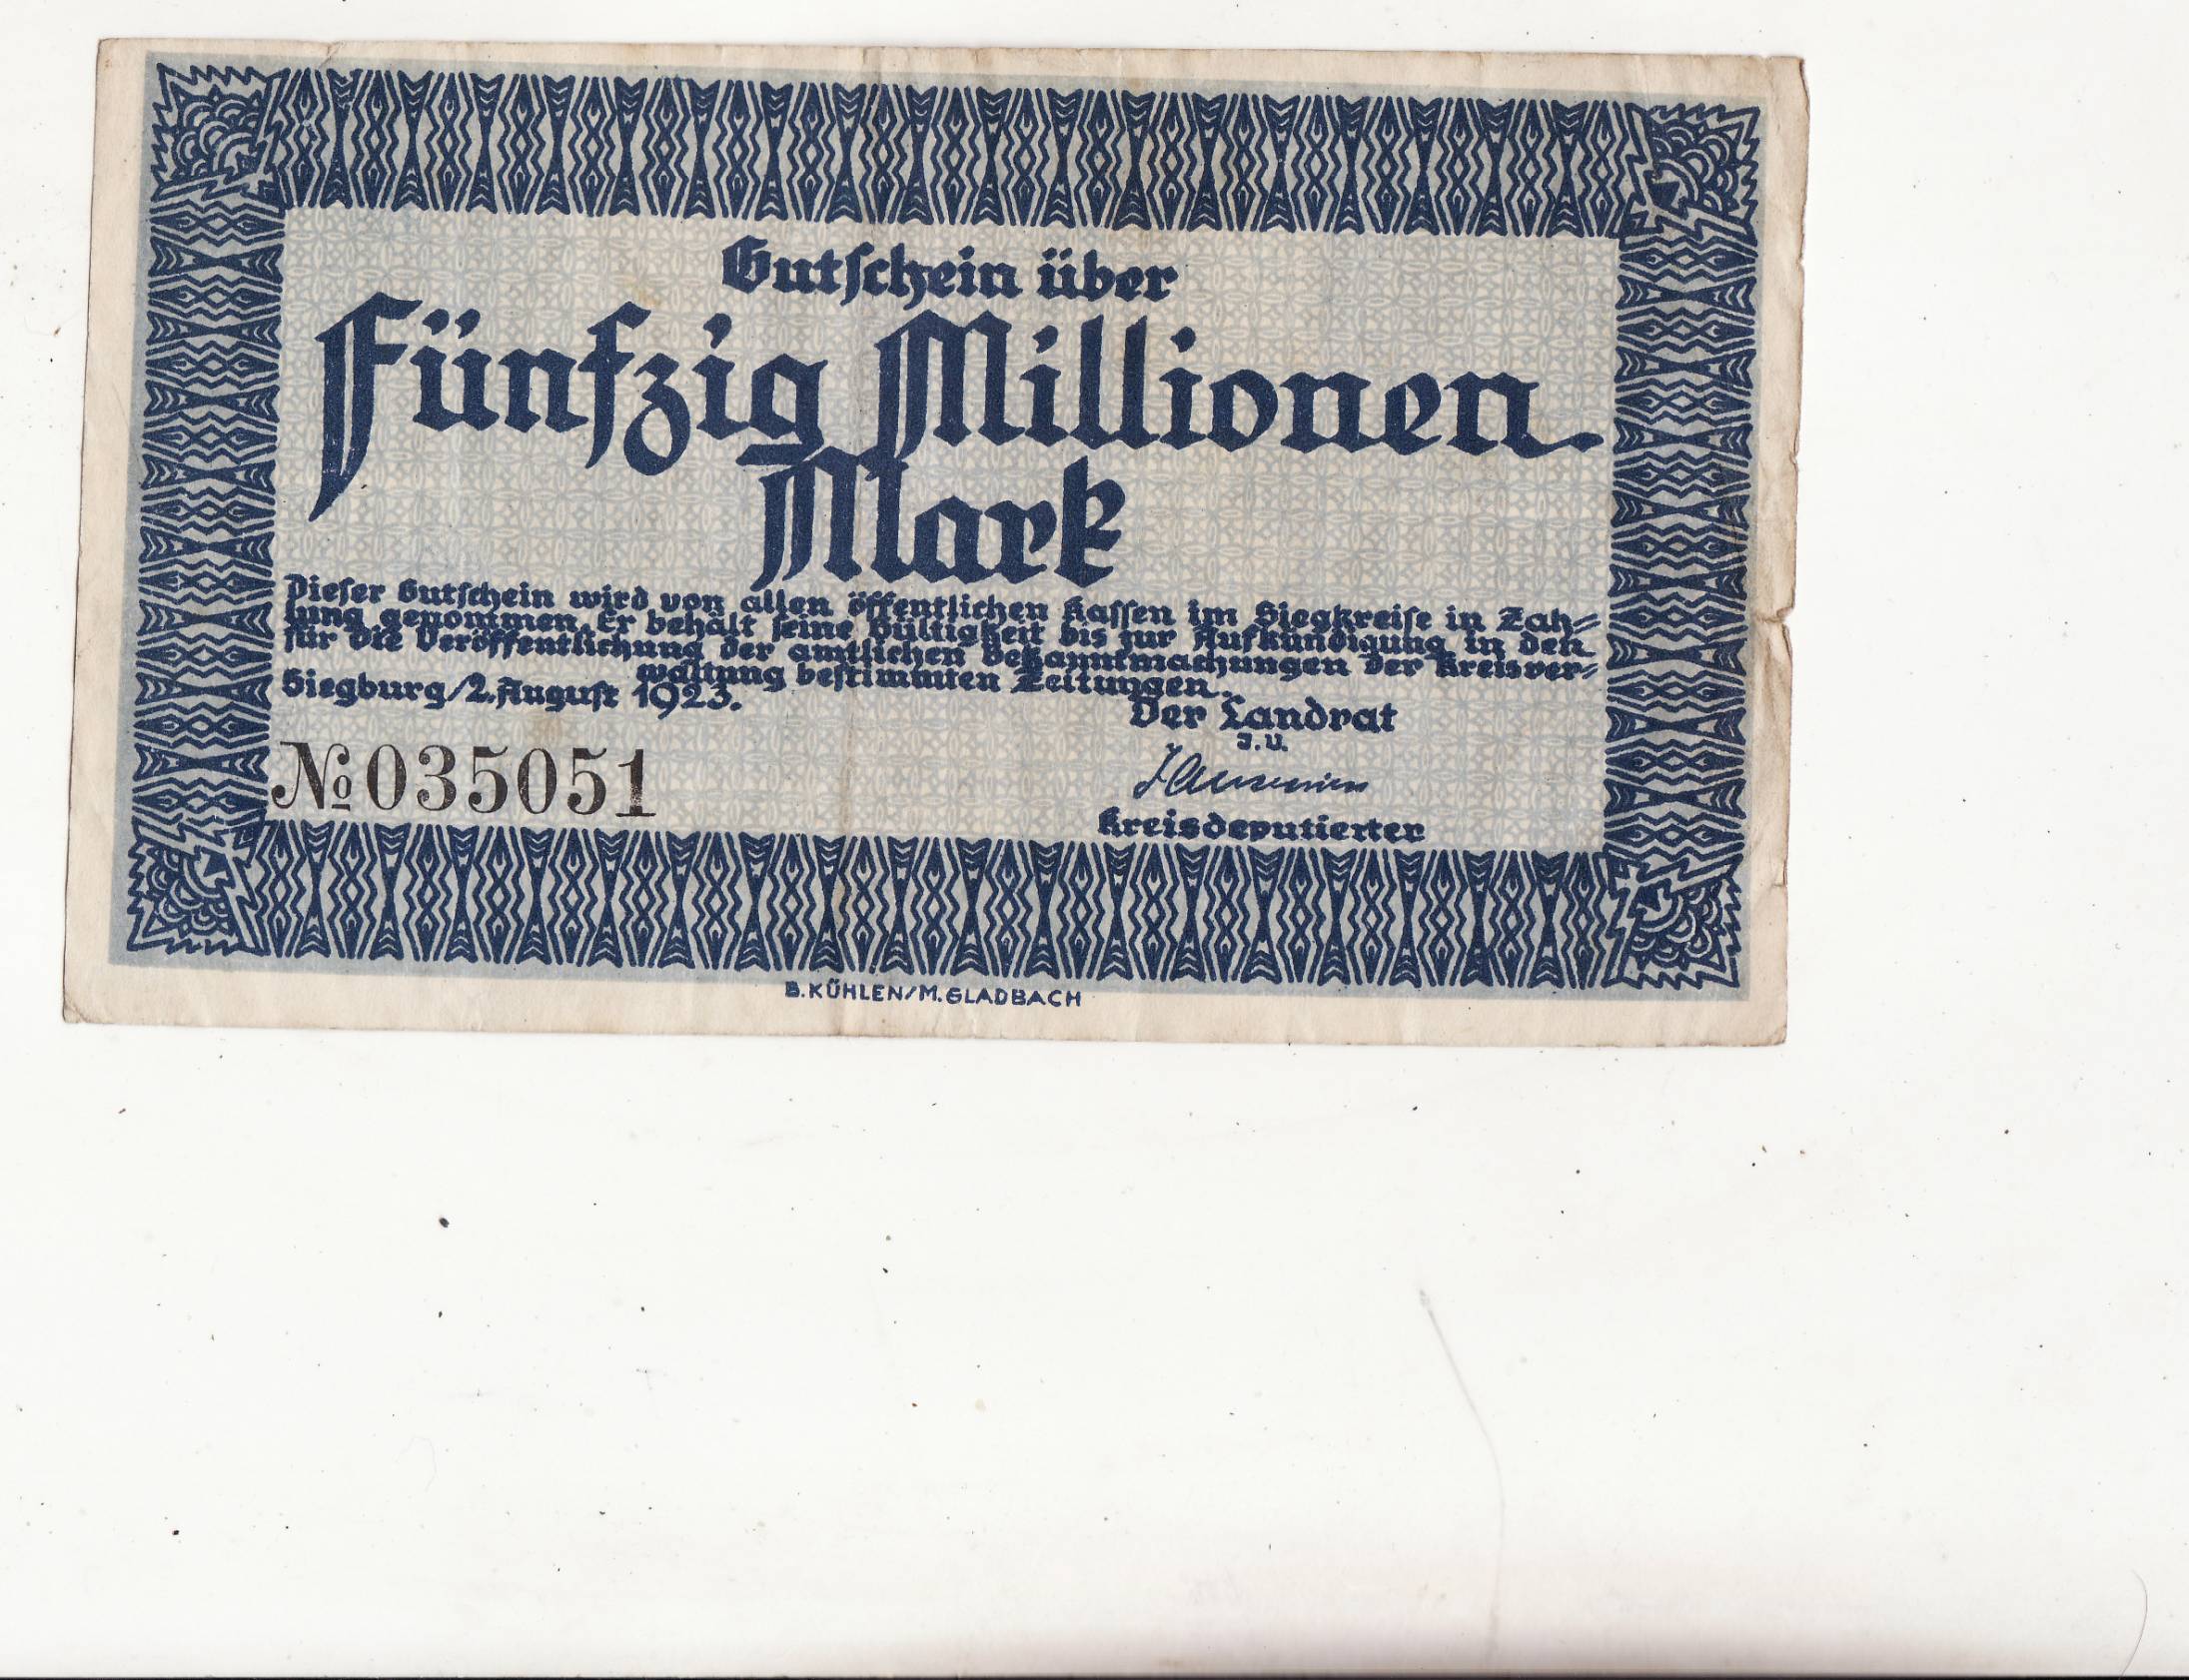 Gutschein über
Fünfzig Millionen
Mark
Dieser Gutschein wird von allen öffentlichen Kassen im Siegkreise in Zah-
lung genommen. Er behält seine Gültigkeit bis zur Aufkündigung in den
für die Veröffentlichung der amtlichen Bekanntmachungen der Kreisver-
waltung bestimmten Zeitungen.
Siegburg/2. August 1923.
Der Landrat
J.V.
Kreisdeputierter
№ 035051
B.KÜHLEN/M.GLADBACH